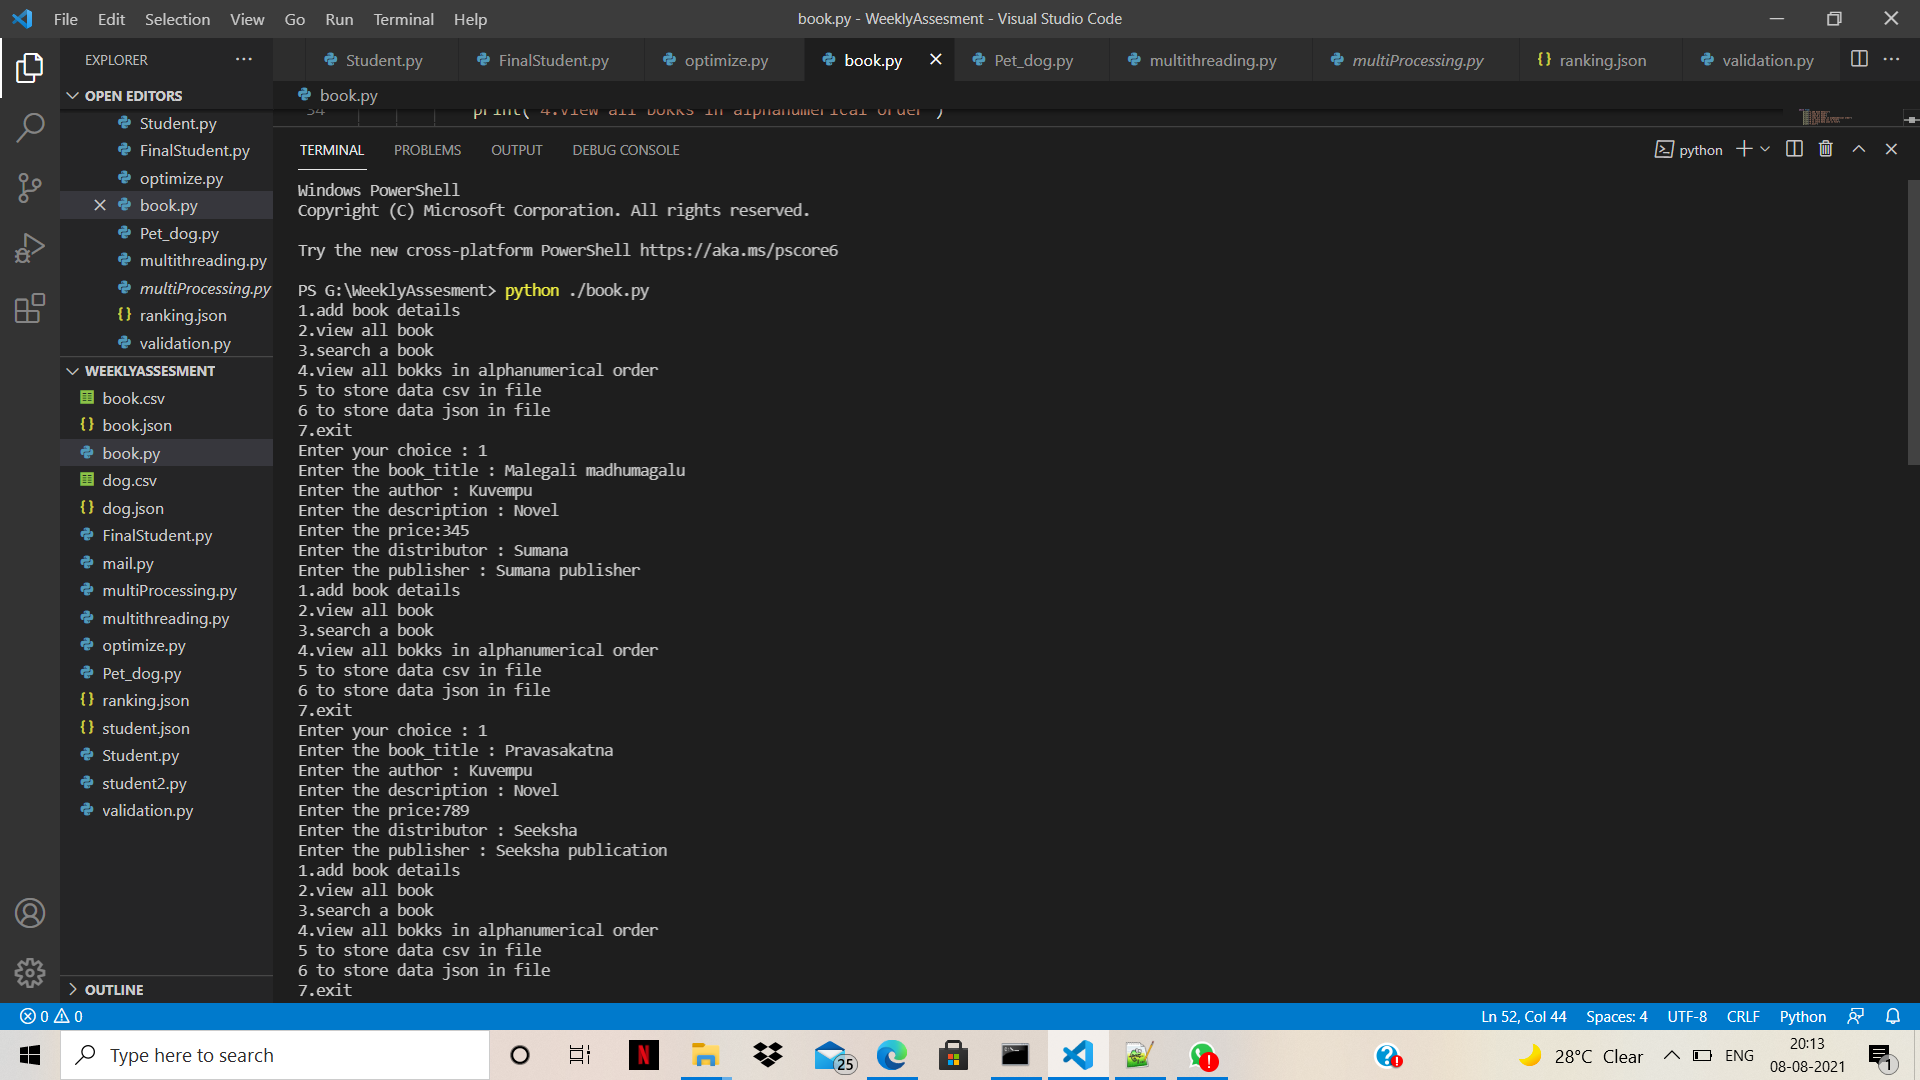 File Edit Selection View Go Run Terminal Help
book.py - WeeklyAssesment - Visual Studio Code
EXPLORER
Student.py FinalStudent.py optimize.py book.py Pet_dog.py multithreading.py multiProcessing.py ranking.json validation.py
OPEN EDITORS
Student.py
FinalStudent.py
optimize.py
book.py
Pet_dog.py
multithreading.py
multiProcessing.py
ranking.json
validation.py
WEEKLYASSESMENT
book.csv
book.json
book.py
dog.csv
dog.json
FinalStudent.py
mail.py
multiProcessing.py
multithreading.py
optimize.py
Pet_dog.py
ranking.json
student.json
Student.py
student2.py
validation.py
OUTLINE
book.py
34 print("4.view all bokks in alphanumerical order")
TERMINAL PROBLEMS OUTPUT DEBUG CONSOLE
python
Windows PowerShell
Copyright (C) Microsoft Corporation. All rights reserved.
Try the new cross-platform PowerShell https://aka.ms/pscore6
PS G:\WeeklyAssesment> python ./book.py
1.add book details
2.view all book
3.search a book
4.view all bokks in alphanumerical order
5 to store data csv in file
6 to store data json in file
7.exit
Enter your choice : 1
Enter the book_title : Malegali madhumagalu
Enter the author : Kuvempu
Enter the description : Novel
Enter the price:345
Enter the distributor : Sumana
Enter the publisher : Sumana publisher
1.add book details
2.view all book
3.search a book
4.view all bokks in alphanumerical order
5 to store data csv in file
6 to store data json in file
7.exit
Enter your choice : 1
Enter the book_title : Pravasakatna
Enter the author : Kuvempu
Enter the description : Novel
Enter the price:789
Enter the distributor : Seeksha
Enter the publisher : Seeksha publication
1.add book details
2.view all book
3.search a book
4.view all bokks in alphanumerical order
5 to store data csv in file
6 to store data json in file
7.exit
0 0
Ln 52, Col 44 Spaces: 4 UTF-8 CRLF Python
Type here to search
25
28°C Clear
ENG
20:13
08-08-2021
1